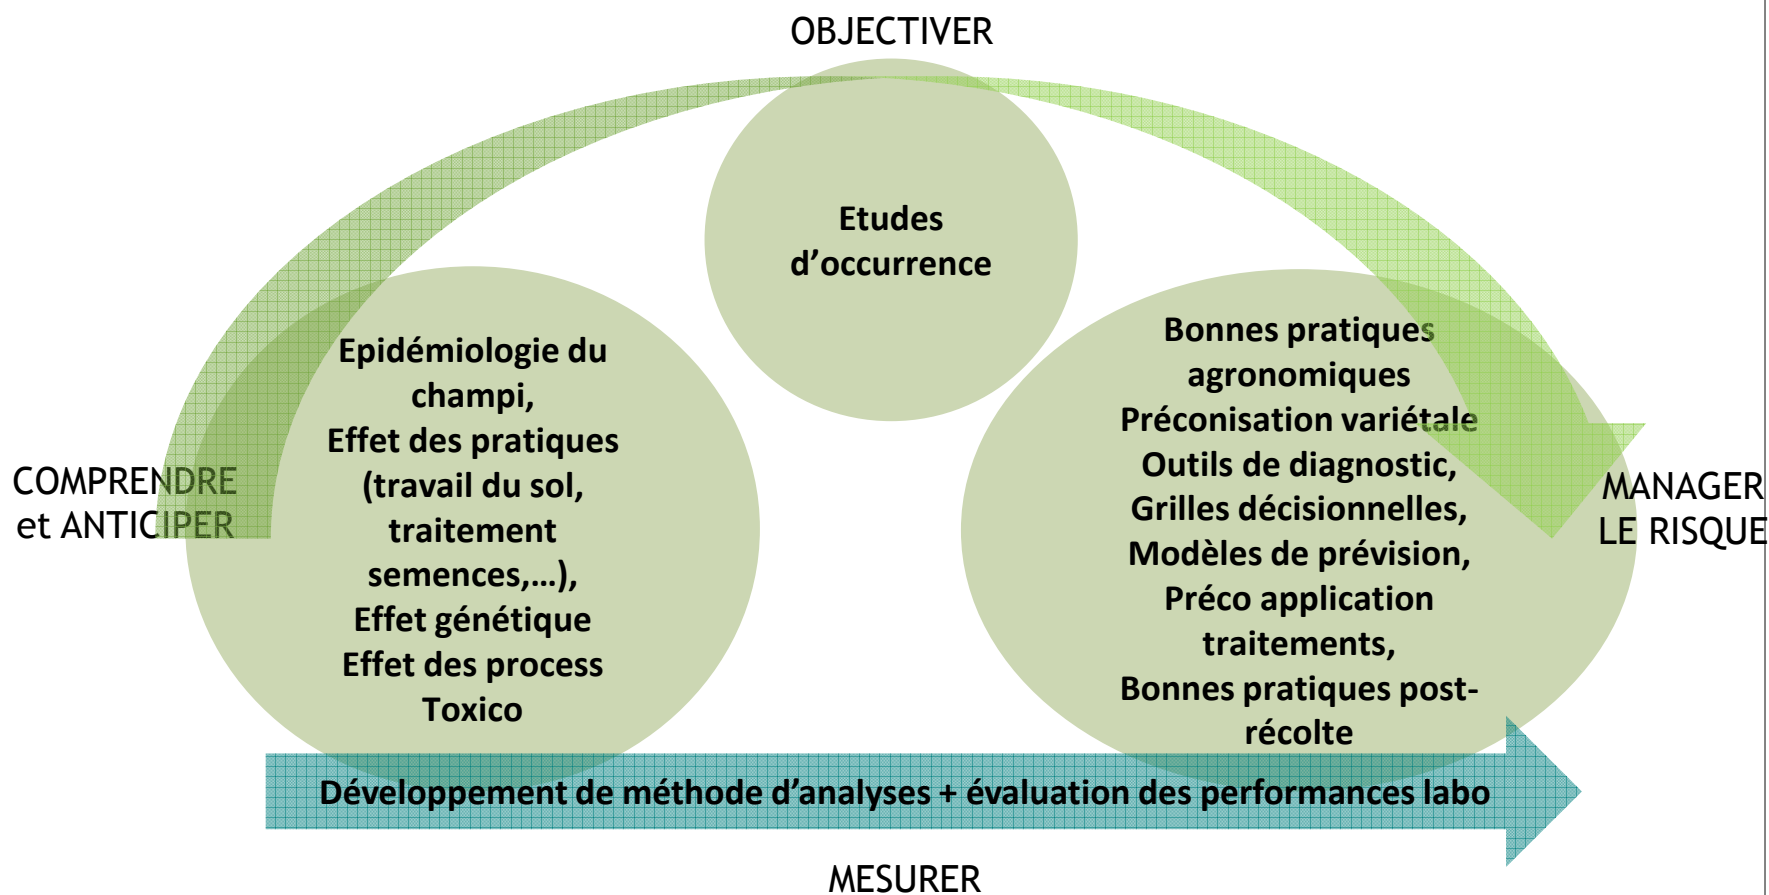 OBJECTIVER
Etudes
d’occurrence
COMPRENDRE
et ANTICIPER
Epidémiologie du
champi,
Effet des pratiques
(travail du sol,
traitement
semences,…),
Effet génétique
Effet des process
Toxico
Bonnes pratiques
agronomiques
Préconisation variétale
Outils de diagnostic,
Grilles décisionnelles,
Modèles de prévision,
Préco application
traitements,
Bonnes pratiques post-
récolte
MANAGER
LE RISQUE
Développement de méthode d’analyses + évaluation des performances labo
MESURER